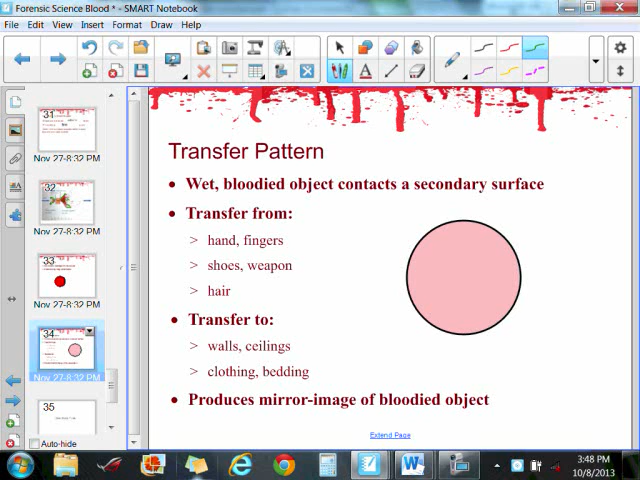 Forensic Science Blood * - SMART Notebook
File Edit View Insert Format Draw Help
31
Nov 27-8:32 PM
32
Nov 27-8:32 PM
33
Nov 27-8:32 PM
34
Nov 27-8:32 PM
35
Auto-hide
Transfer Pattern
• Wet, bloodied object contacts a secondary surface
• Transfer from:
> hand, fingers
> shoes, weapon
> hair
• Transfer to:
> walls, ceilings
> clothing, bedding
• Produces mirror-image of bloodied object
Extend Page
3:48 PM
10/8/2013